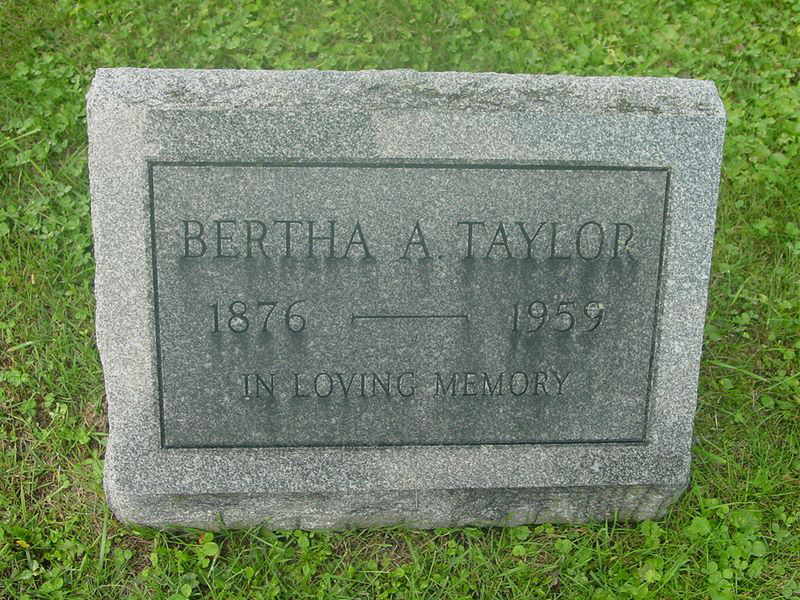 BERTHA A. TAYLOR
1876 — 1959
IN LOVING MEMORY